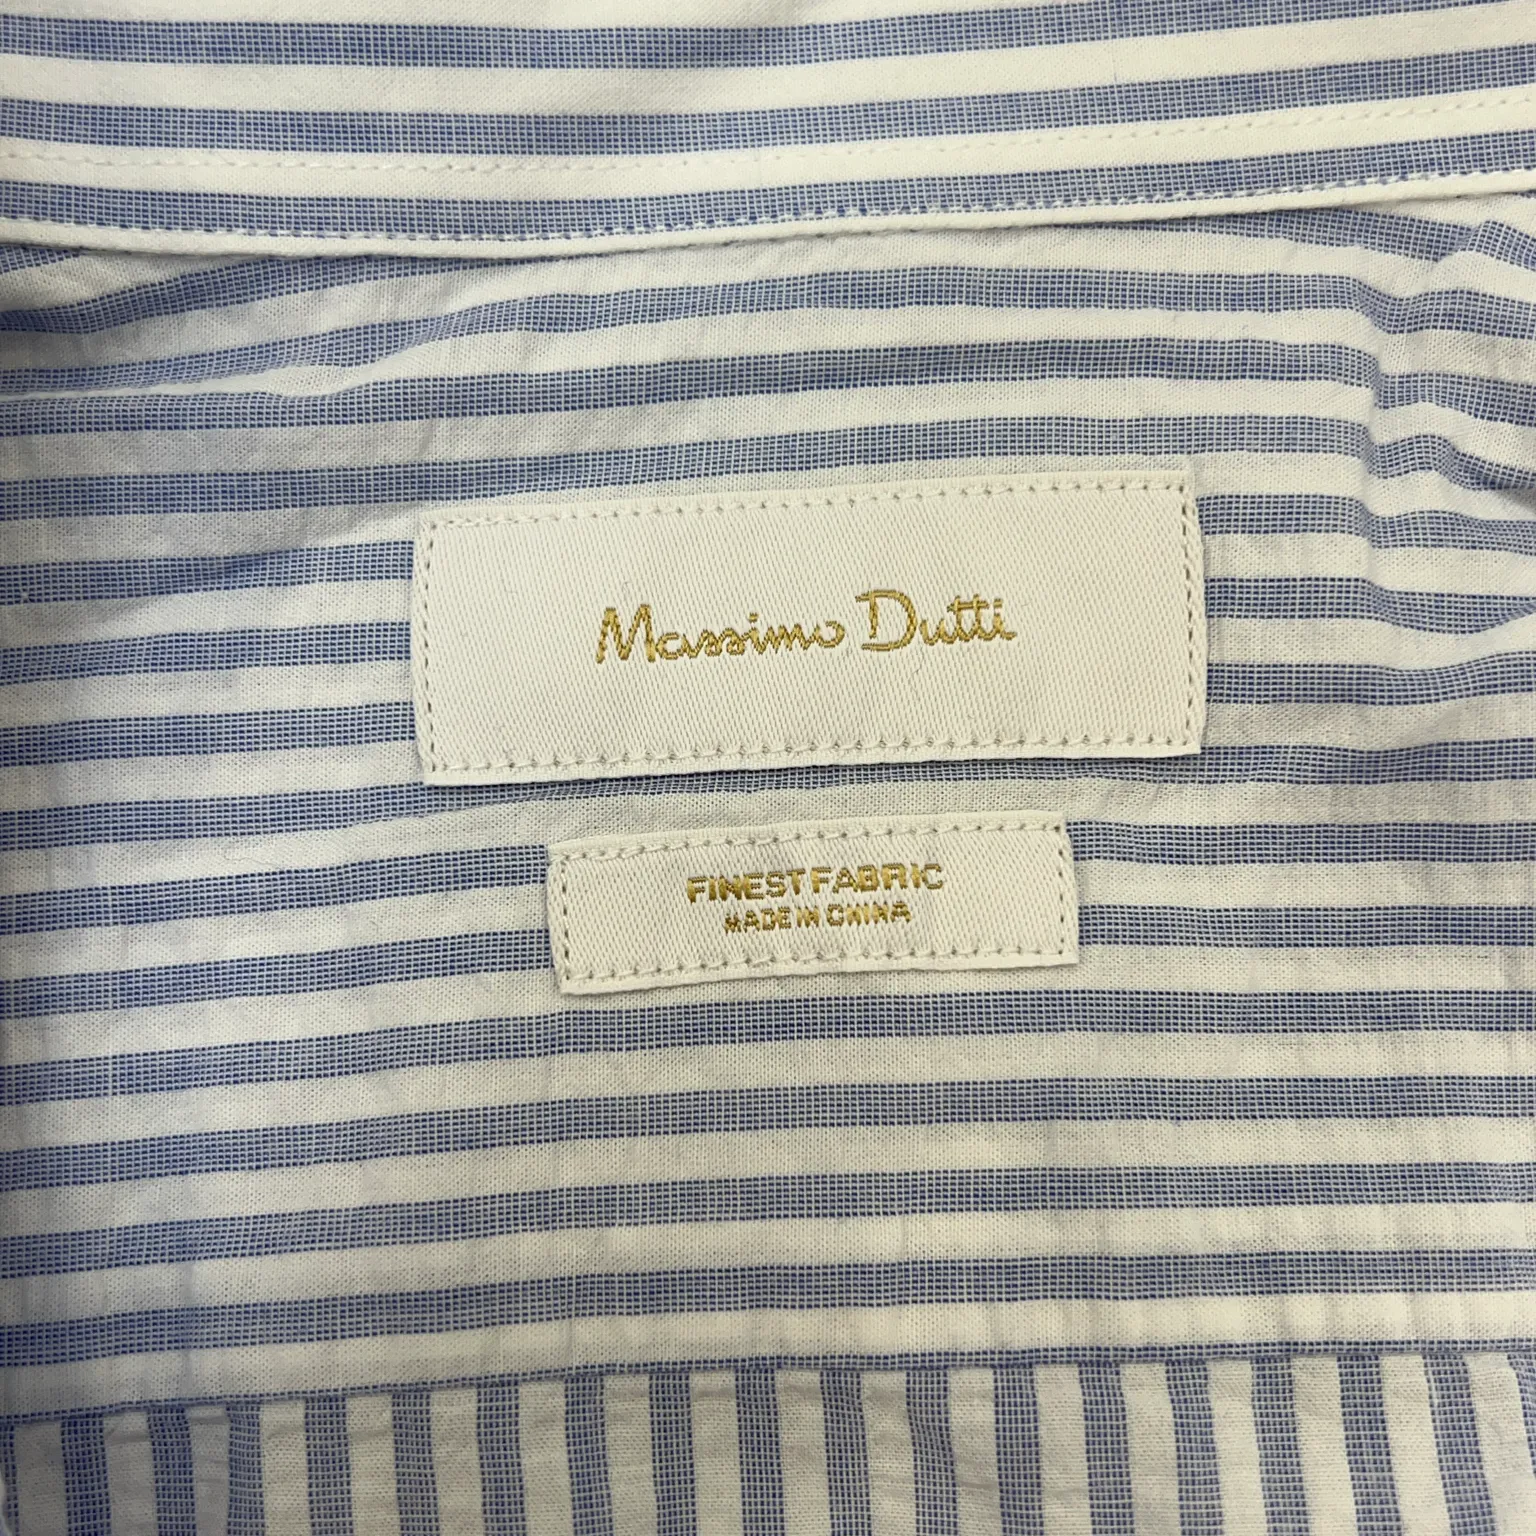 Massimo Dutti
FINEST FABRIC
MADE IN CHINA